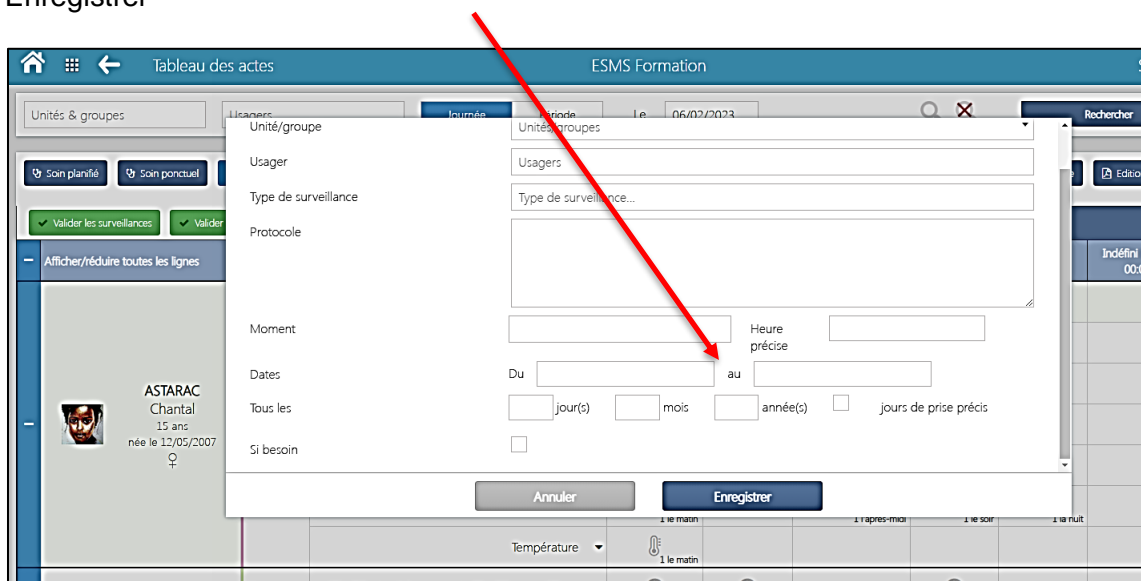 Enregistrer
Tableau des actes ESMS Formation
Unités & groupes Usagers Journée Période Le 06/02/2023 Rechercher
Unité/groupe Unités/groupes
Usager Usagers
Soin planifié Soin ponctuel
Type de surveillance Type de surveillance...
Valider les surveillances Valider
Protocole
Afficher/réduire toutes les lignes Indéfini
Moment Heure précise
Dates Du au
Tous les jour(s) mois année(s) jours de prise précis
Si besoin
ASTARAC
Chantal
15 ans
née le 12/05/2007
Annuler Enregistrer
1 le matin 1 l'après-midi 1 le soir 1 la nuit
Température
1 le matin